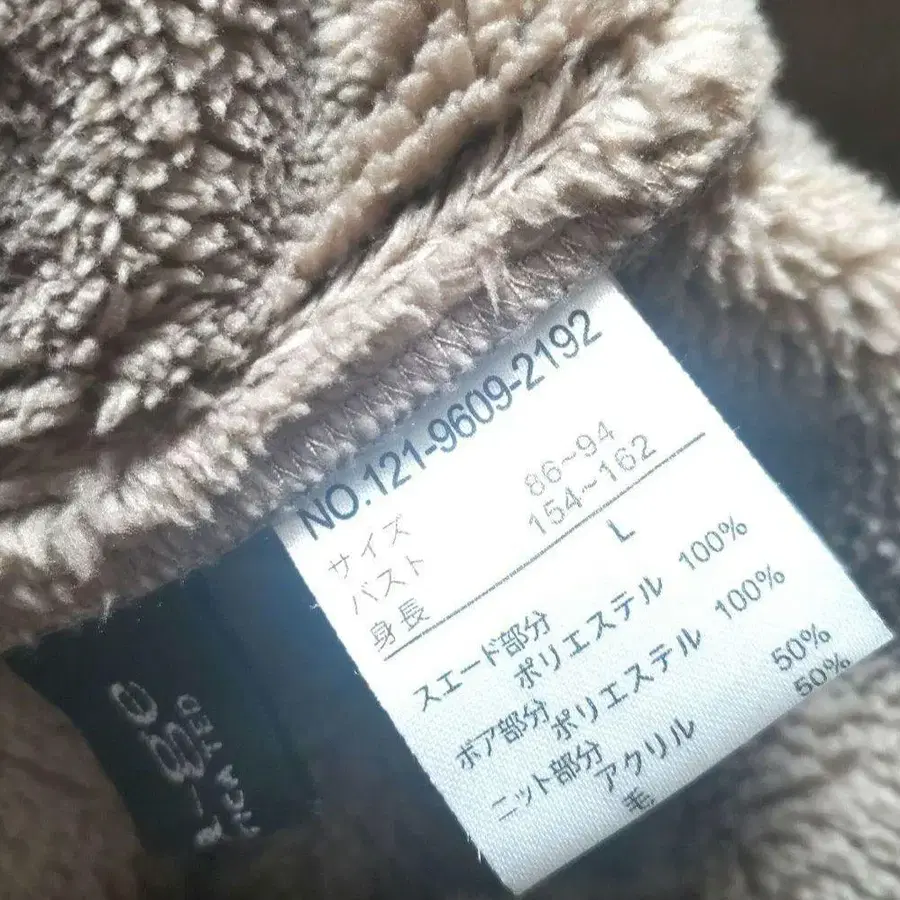 NO.121-9609-2192
サイズ
バスト 86~94
身長 154~162
L
スエード部分
ポリエステル 100%
ボア部分
ポリエステル 100%
ニット部分
アクリル 50%
毛 50%